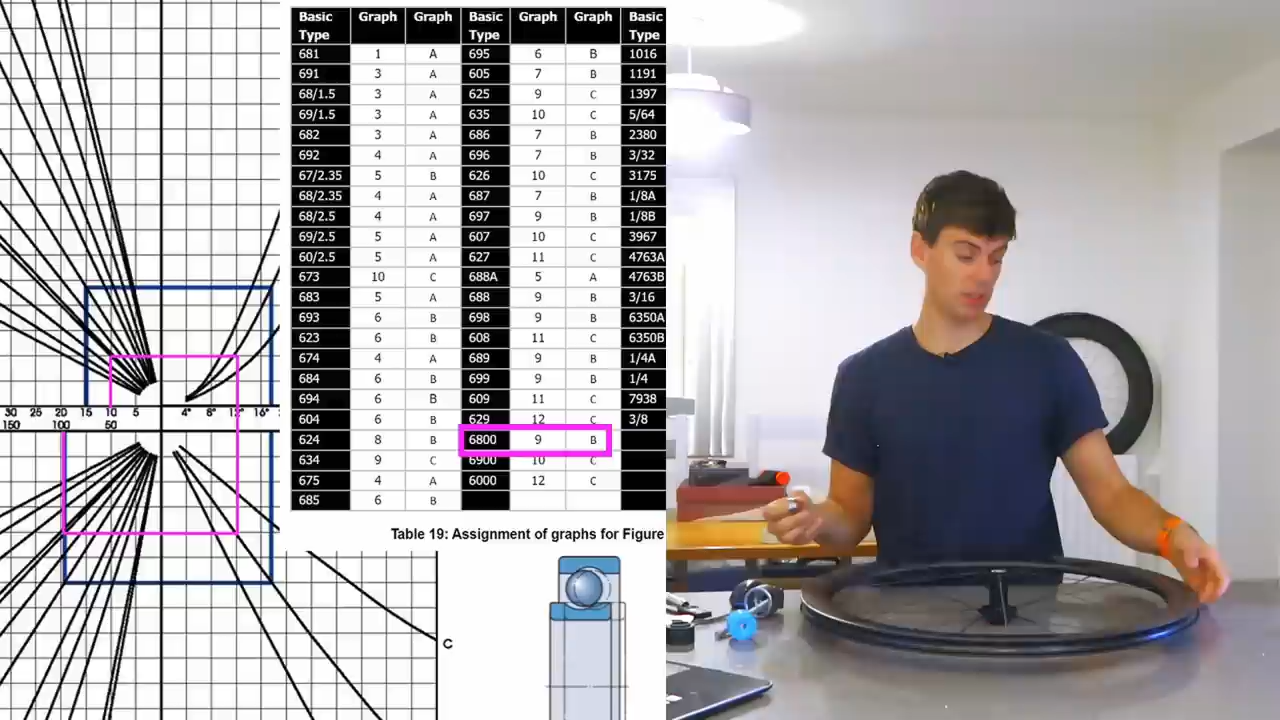 Basic Type Graph Graph Basic Type Graph Graph Basic Type
681 1 A 695 6 B 1016
691 3 A 605 7 B 1191
68/1.5 3 A 625 9 C 1397
69/1.5 3 A 635 10 C 5/64
682 3 A 686 7 B 2380
692 4 A 696 7 B 3/32
67/2.35 5 B 626 10 C 3175
68/2.35 4 A 687 7 B 1/8A
68/2.5 4 A 697 9 B 1/8B
69/2.5 5 A 607 10 C 3967
60/2.5 5 A 627 11 C 4763A
673 10 C 688A 5 A 4763B
683 5 A 688 9 B 3/16
693 6 B 698 9 B 6350A
623 6 B 608 11 C 6350B
674 4 A 689 9 B 1/4A
684 6 B 699 9 B 1/4
694 6 B 609 11 C 7938
604 6 B 629 12 C 3/8
624 8 B 6800 9 B
634 9 C 6900 10 C
675 4 A 6000 12 C
685 6 B
Table 19: Assignment of graphs for Figure
30 25 20 15 10 5 4° 8° 12° 16°
150 100 50
C